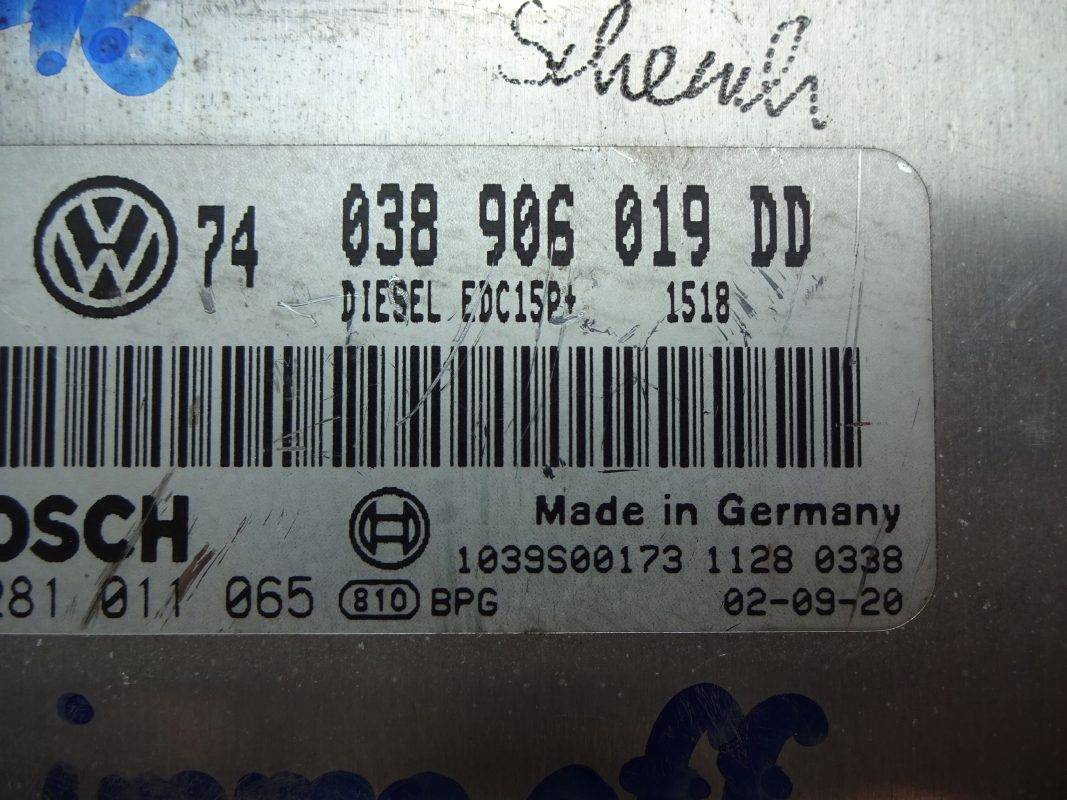 Schenk
74 038 906 019 DD
DIESEL EDC15P+ 1518
OSCH
Made in Germany
1039S00173 1128 0338
281 011 065 810 BPG 02-09-20